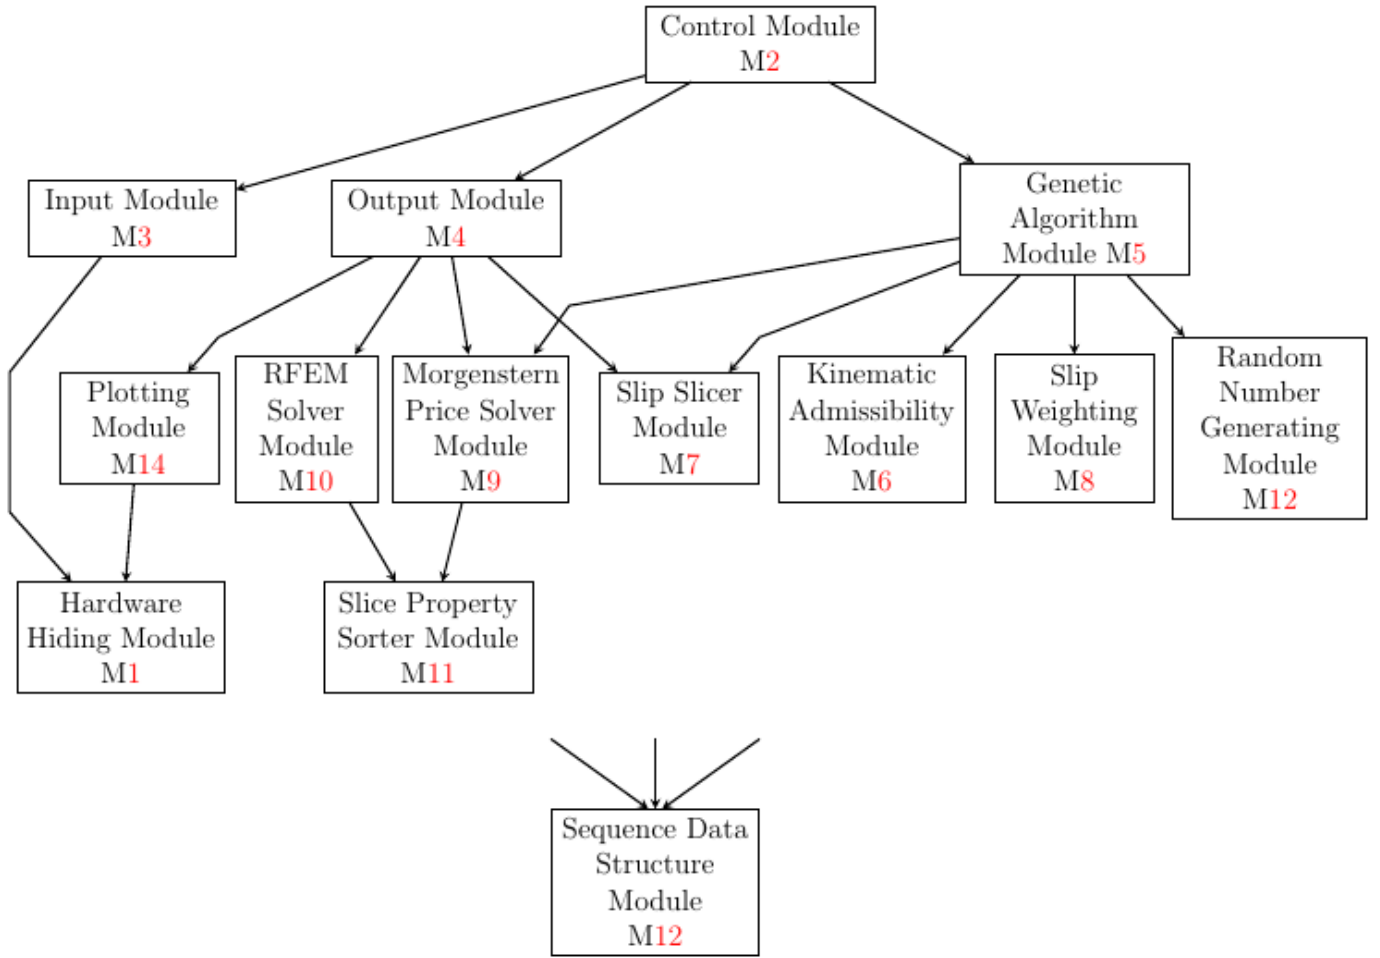 Control Module
M2
Input Module
M3
Output Module
M4
Genetic
Algorithm
Module M5
Plotting
Module
M14
RFEM
Solver
Module
M10
Morgenstern
Price Solver
Module
M9
Slip Slicer
Module
M7
Kinematic
Admissibility
Module
M6
Slip
Weighting
Module
M8
Random
Number
Generating
Module
M12
Hardware
Hiding Module
M1
Slice Property
Sorter Module
M11
Sequence Data
Structure
Module
M12